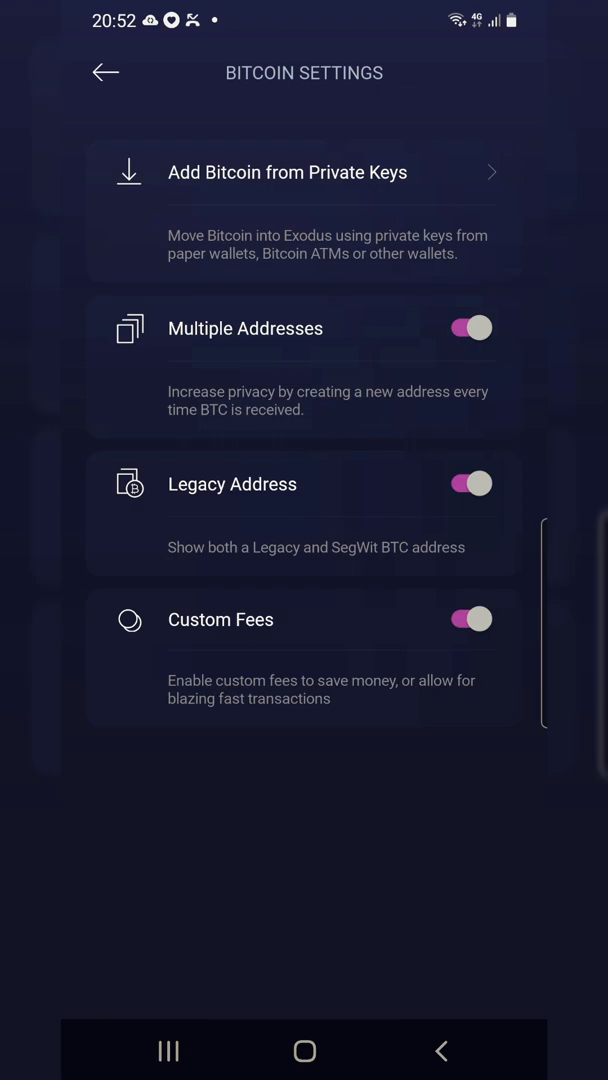 20:52
4G
BITCOIN SETTINGS
Add Bitcoin from Private Keys
Move Bitcoin into Exodus using private keys from
paper wallets, Bitcoin ATMs or other wallets.
Multiple Addresses
Increase privacy by creating a new address every
time BTC is received.
Legacy Address
Show both a Legacy and SegWit BTC address
Custom Fees
Enable custom fees to save money, or allow for
blazing fast transactions